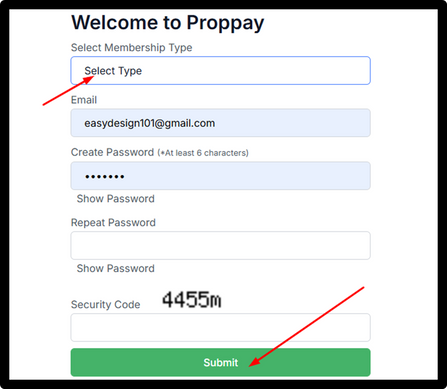 Welcome to Proppay
Select Membership Type
Select Type
Email
easydesign101@gmail.com
Create Password (*At least 6 characters)
•••••••
Show Password
Repeat Password
Show Password
Security Code 4455m
Submit